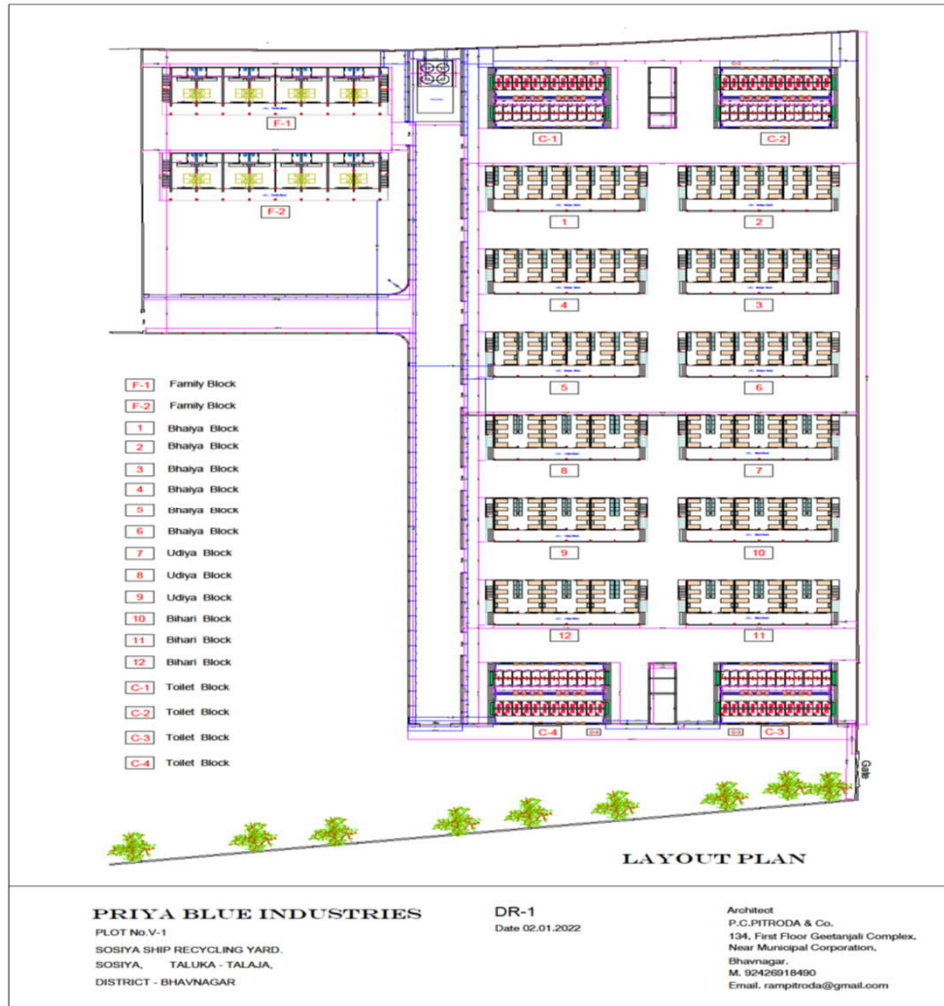 F-1
F-2
C-1
C-2
1
2
4
3
5
6
8
7
9
10
12
11
C-4
C-3
Gate
F-1 Family Block
F-2 Family Block
1 Bhaiya Block
2 Bhaiya Block
3 Bhaiya Block
4 Bhaiya Block
5 Bhaiya Block
6 Bhaiya Block
7 Udiya Block
8 Udiya Block
9 Udiya Block
10 Bihari Block
11 Bihari Block
12 Bihari Block
C-1 Toilet Block
C-2 Toilet Block
C-3 Toilet Block
C-4 Toilet Block
LAYOUT PLAN
PRIYA BLUE INDUSTRIES
PLOT No.V-1
SOSIYA SHIP RECYCLING YARD.
SOSIYA, TALUKA - TALAJA,
DISTRICT - BHAVNAGAR
DR-1
Date 02.01.2022
Architect
P.C.PITRODA & Co.
134, First Floor Geetanjali Complex,
Near Municipal Corporation,
Bhavnagar.
M. 92426918490
Email. rampitroda@gmail.com